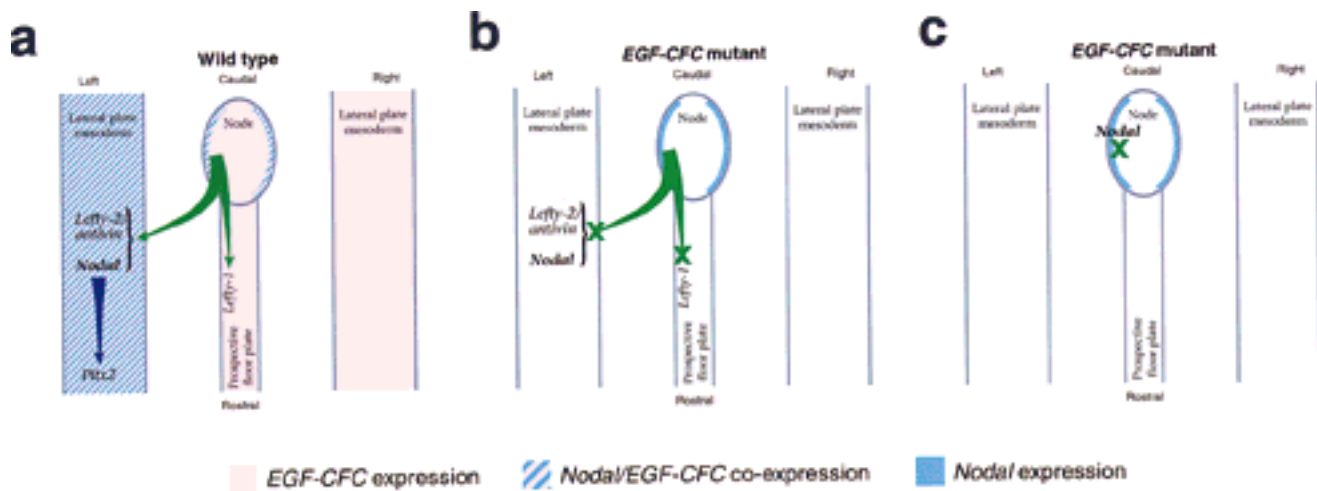 a
Wild type
Left
Caudal
Right
Lateral plate
mesoderm
Node
Lateral plate
mesoderm
Lefty-2/
antivin
Nodal
Pitx2
Lefty-1
Prospective
floor plate
Rostral
b
EGF-CFC mutant
Left
Caudal
Right
Lateral plate
mesoderm
Node
Lateral plate
mesoderm
Lefty-2/
antivin
Nodal
Lefty-1
Prospective
floor plate
Rostral
c
EGF-CFC mutant
Left
Caudal
Right
Lateral plate
mesoderm
Node
Nodal
Lateral plate
mesoderm
Prospective
floor plate
Rostral
EGF-CFC expression
Nodal/EGF-CFC co-expression
Nodal expression